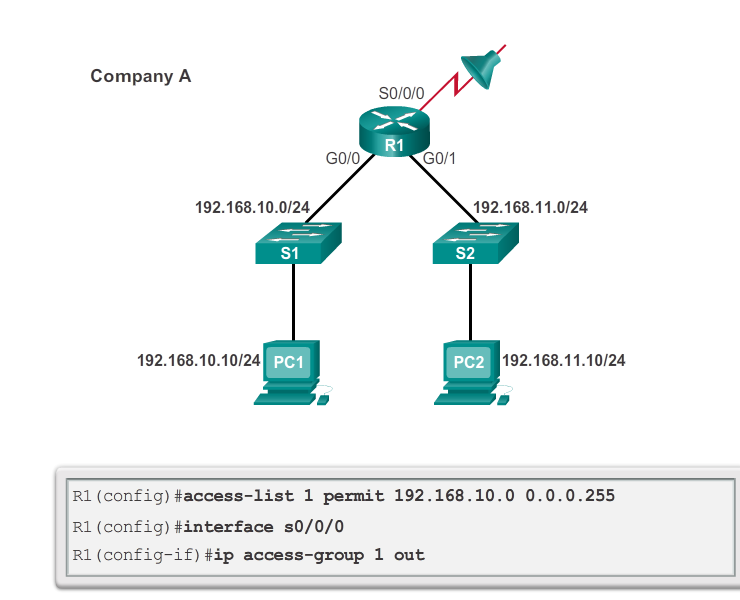 Company A
S0/0/0
R1
G0/0
G0/1
192.168.10.0/24
192.168.11.0/24
S1
S2
192.168.10.10/24
PC1
PC2
192.168.11.10/24
R1(config)#access-list 1 permit 192.168.10.0 0.0.0.255
R1(config)#interface s0/0/0
R1(config-if)#ip access-group 1 out